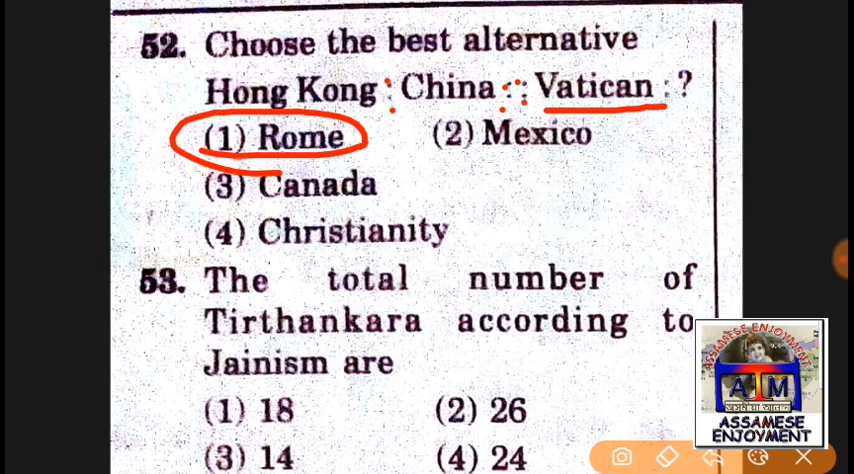 52. Choose the best alternative
Hong Kong : China :: Vatican : ?
(1) Rome (2) Mexico
(3) Canada
(4) Christianity
53. The total number of
Tirthankara according to
Jainism are
(1) 18 (2) 26
(3) 14 (4) 24
ASSAMESE ENJOYMENT
ATM
ASSAMESE
ENJOYMENT